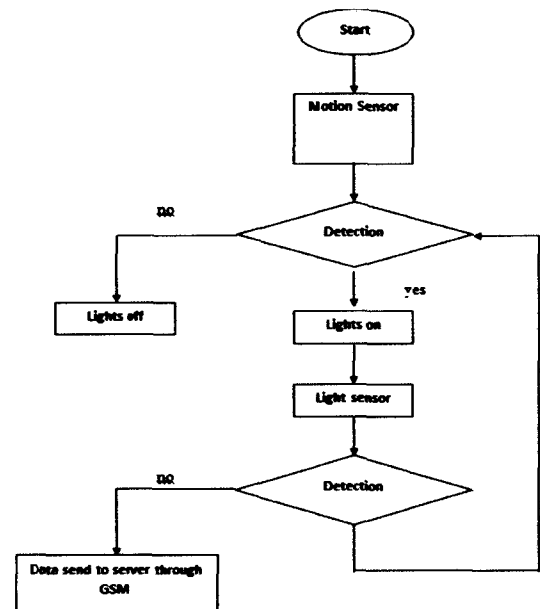 Start
Motion Sensor
no
Detection
yes
Lights off
Lights on
Light sensor
no
Detection
Data send to server through
GSM